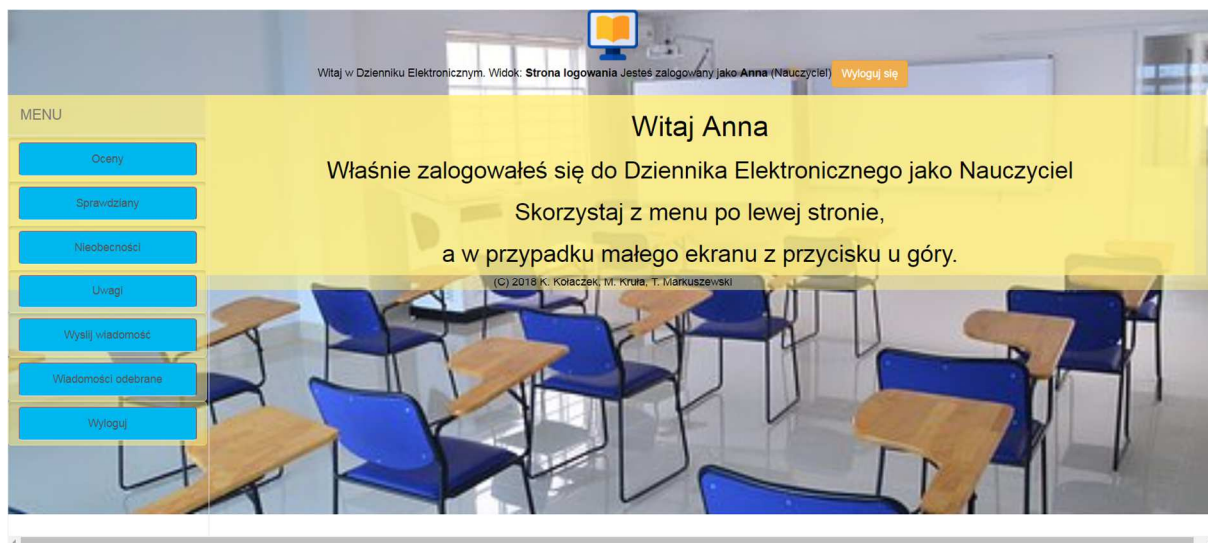 Witaj w Dzienniku Elektronicznym. Widok: Strona logowania Jesteś zalogowany jako Anna (Nauczyciel) Wyloguj się
MENU
Oceny
Sprawdziany
Nieobecności
Uwagi
Wyslij wiadomość
Wiadomości odebrane
Wyloguj
Witaj Anna
Właśnie zalogowałeś się do Dziennika Elektronicznego jako Nauczyciel
Skorzystaj z menu po lewej stronie,
a w przypadku małego ekranu z przycisku u góry.
(C) 2018 K. Kołaczek, M. Kruła, T. Markuszewski